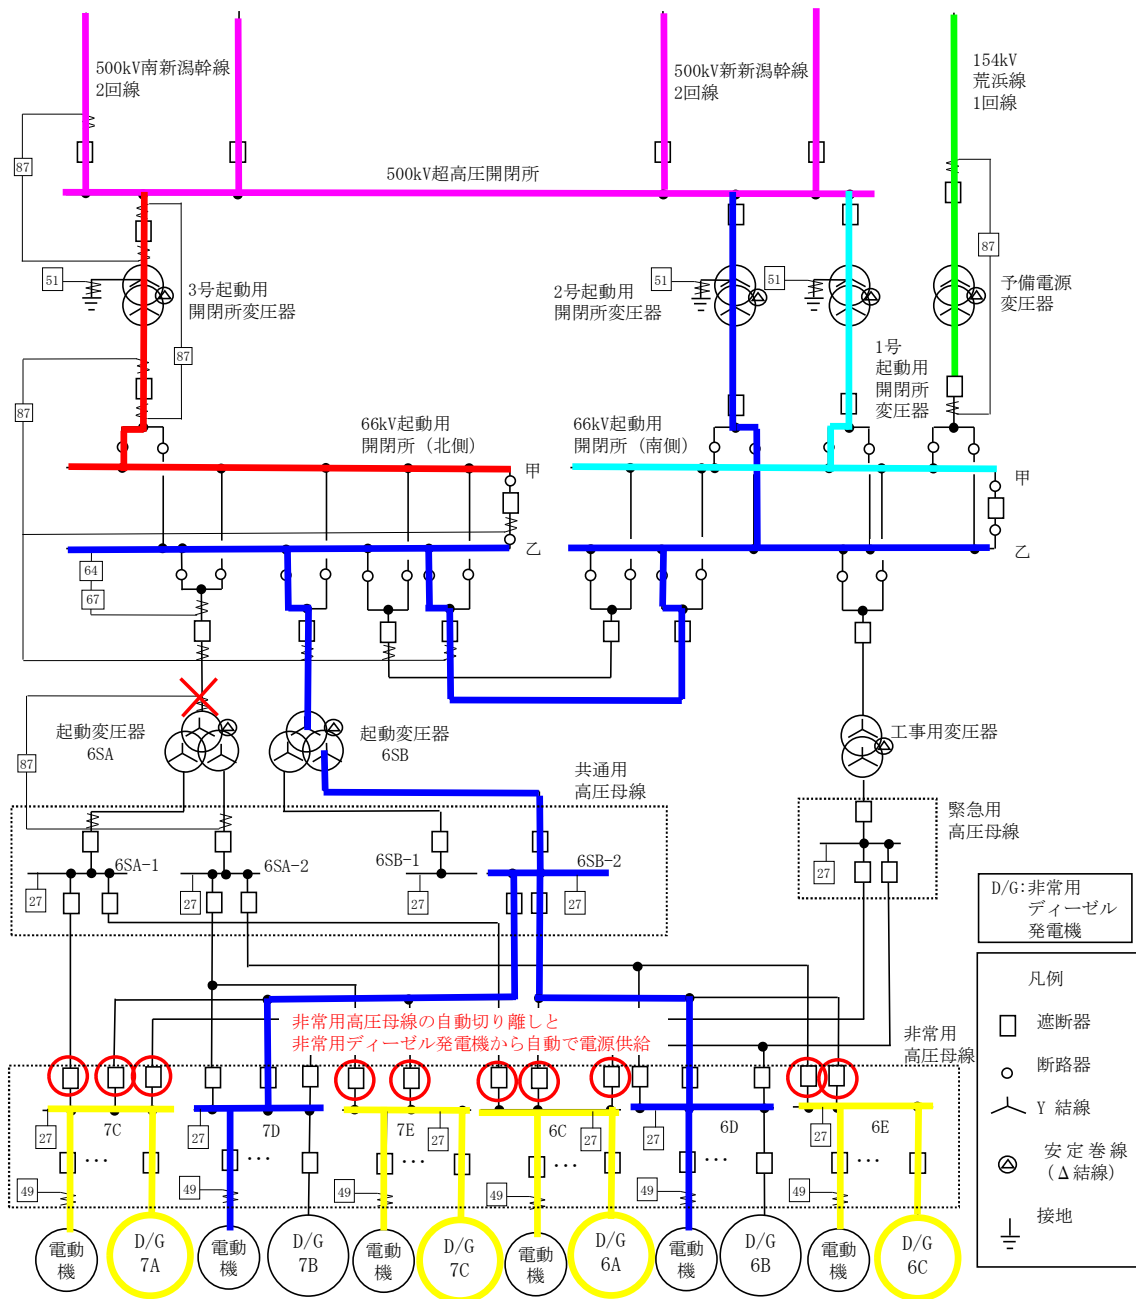 500kV南新潟幹線
2回線
500kV新新潟幹線
2回線
154kV
荒浜線
1回線
87
500kV超高圧開閉所
87
51
3号起動用
開閉所変圧器
51
2号起動用
開閉所変圧器
51
予備電源
変圧器
87
87
1号
起動用
開閉所
変圧器
66kV起動用
開閉所（北側）
66kV起動用
開閉所（南側）
甲
甲
乙
乙
64
67
起動変圧器
6SA
起動変圧器
6SB
工事用変圧器
87
共通用
高圧母線
緊急用
高圧母線
6SA-1
6SA-2
6SB-1
6SB-2
27
27
27
27
27
D/G:非常用
ディーゼル
発電機
凡例
遮断器
断路器
Y 結線
安定巻線
(Δ結線)
接地
非常用高圧母線の自動切り離しと
非常用ディーゼル発電機から自動で電源供給
非常用
高圧母線
27
7C
27
7D
7E
27
6C
27
27
6D
27
6E
…
…
…
…
…
…
49
49
49
49
49
49
電動
機
D/G
7A
電動
機
D/G
7B
電動
機
D/G
7C
電動
機
D/G
6A
電動
機
D/G
6B
電動
機
D/G
6C